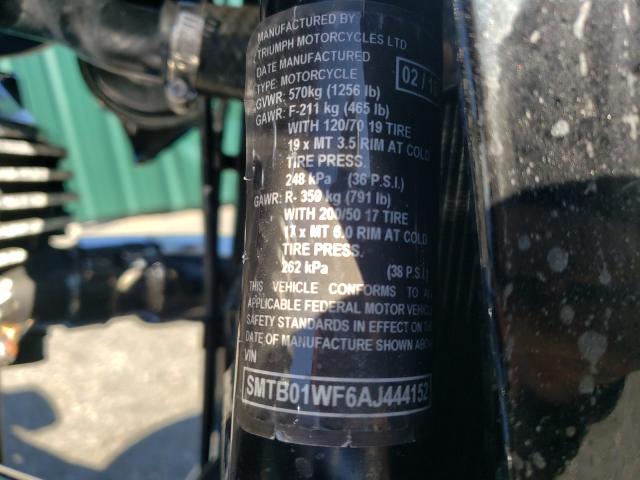 MANUFACTURED BY
TRIUMPH MOTORCYCLES LTD
DATE MANUFACTURED
02 /
TYPE: MOTORCYCLE
GVWR: 570kg (1256 lb)
GAWR: F-211 kg (465 lb)
WITH 120/70 19 TIRE
19 x MT 3.5 RIM AT COLD
TIRE PRESS.
248 kPa (36 P.S.I.)
GAWR: R- 359 kg (791 lb)
WITH 200/50 17 TIRE
17 x MT 6.0 RIM AT COLD
TIRE PRESS.
262 kPa (38 P.S.I.)
THIS VEHICLE CONFORMS TO
APPLICABLE FEDERAL MOTOR VEHICLE
SAFETY STANDARDS IN EFFECT ON THE
DATE OF MANUFACTURE SHOWN ABOVE
VIN
SMTB01WF6AJ444152